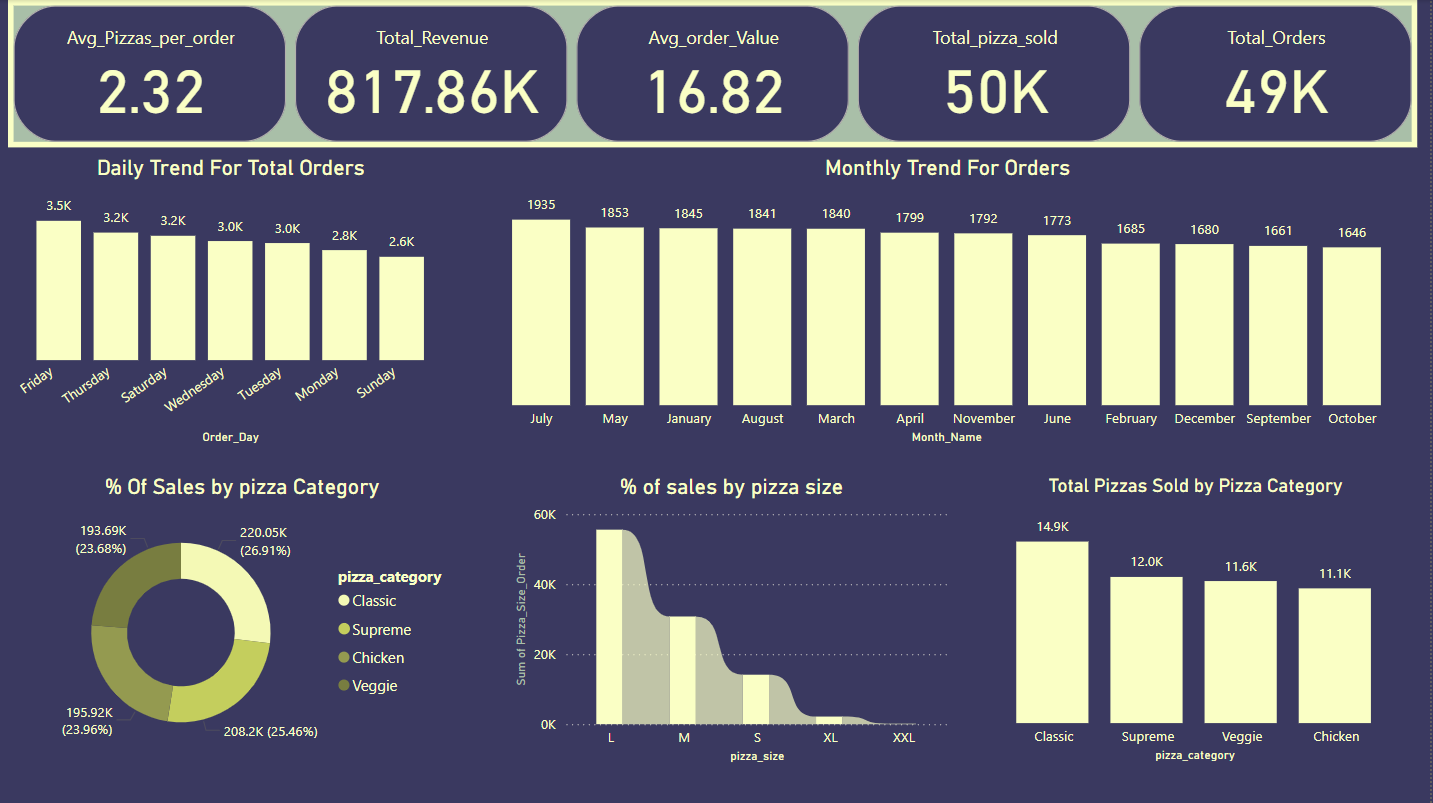 Avg_Pizzas_per_order
2.32
Total_Revenue
817.86K
Avg_order_Value
16.82
Total_pizza_sold
50K
Total_Orders
49K
Daily Trend For Total Orders
3.5K
3.2K
3.2K
3.0K
3.0K
2.8K
2.6K
Friday
Thursday
Saturday
Wednesday
Tuesday
Monday
Sunday
Order_Day
Monthly Trend For Orders
1935
1853
1845
1841
1840
1799
1792
1773
1685
1680
1661
1646
July
May
January
August
March
April
November
June
February
December
September
October
Month_Name
% Of Sales by pizza Category
193.69K
(23.68%)
220.05K
(26.91%)
195.92K
(23.96%)
208.2K (25.46%)
pizza_category
Classic
Supreme
Chicken
Veggie
% of sales by pizza size
Sum of Pizza_Size_Order
60K
40K
20K
0K
L
M
S
XL
XXL
pizza_size
Total Pizzas Sold by Pizza Category
14.9K
12.0K
11.6K
11.1K
Classic
Supreme
Veggie
Chicken
pizza_category